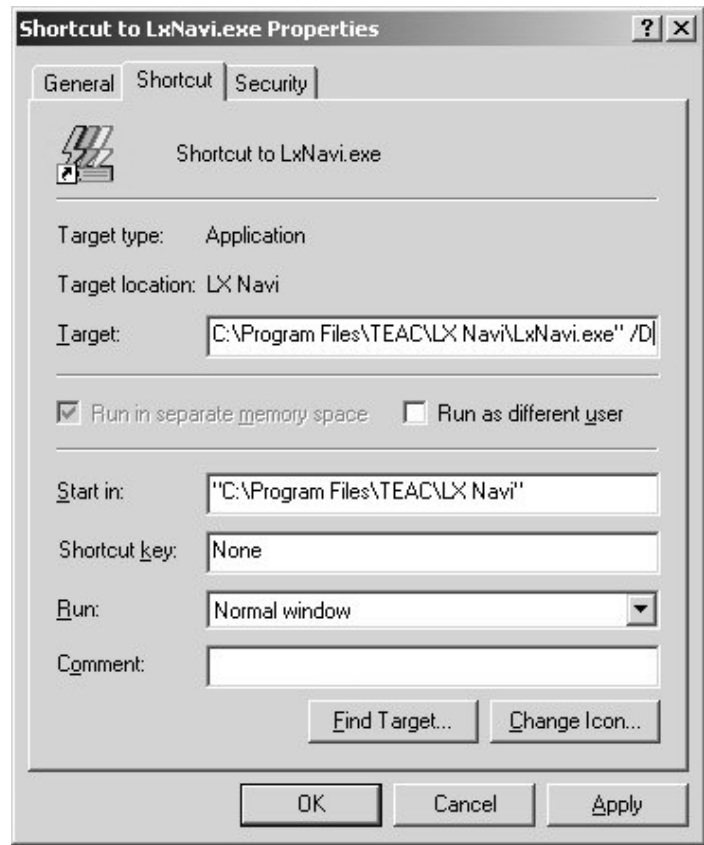 Shortcut to LxNavi.exe Properties ? X
General Shortcut Security
Shortcut to LxNavi.exe
Target type: Application
Target location: LX Navi
Target: C:\Program Files\TEAC\LX Navi\LxNavi.exe" /D
Run in separate memory space Run as different user
Start in: "C:\Program Files\TEAC\LX Navi"
Shortcut key: None
Run: Normal window
Comment:
Find Target... Change Icon...
OK Cancel Apply